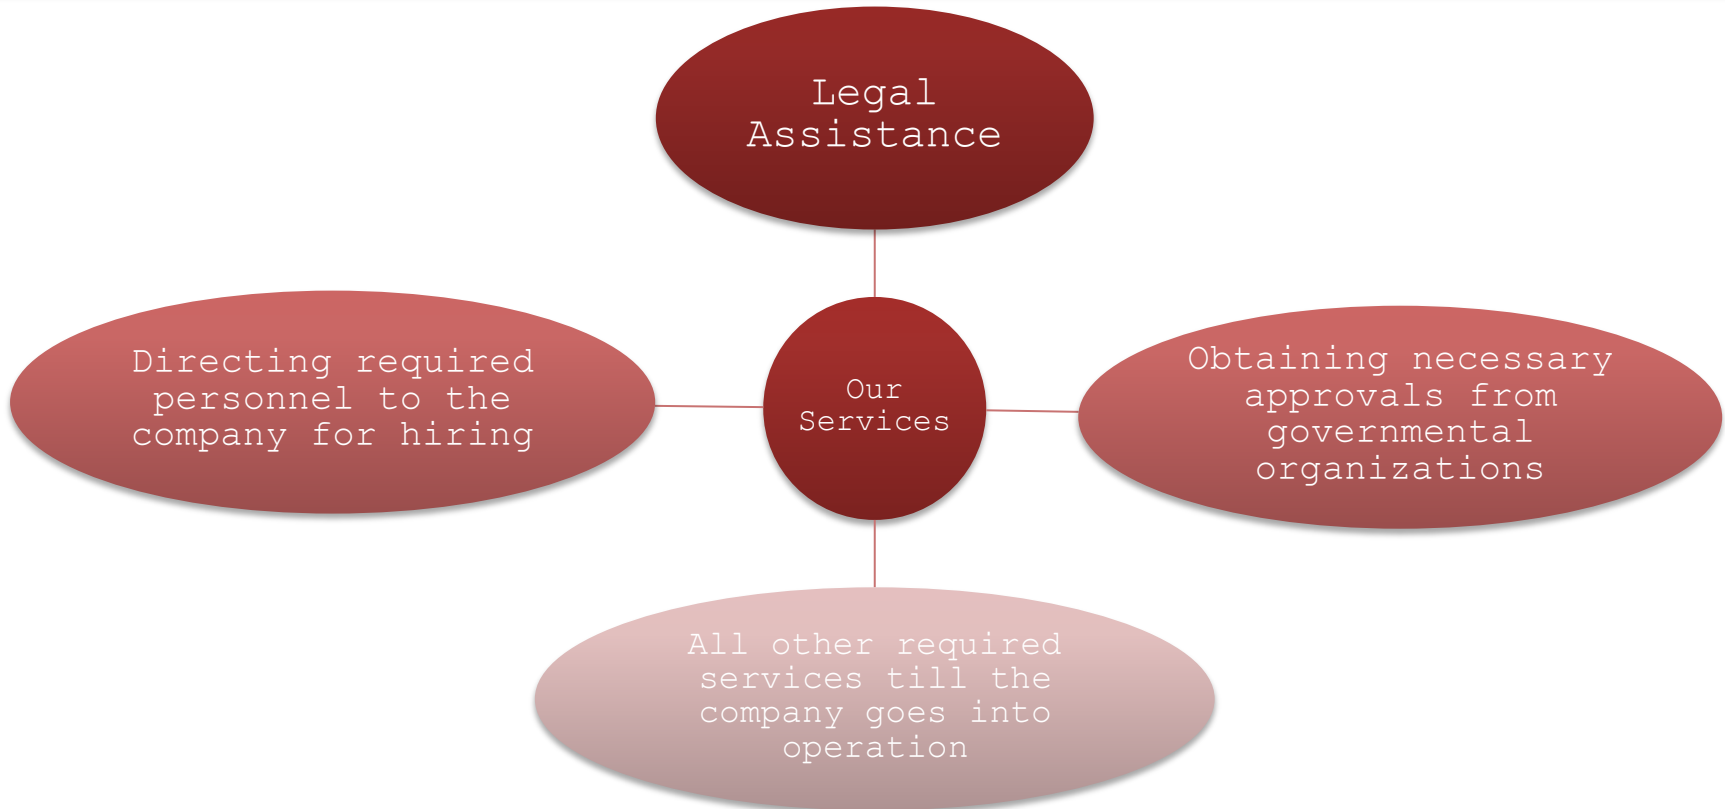 Legal
Assistance
Directing required
personnel to the
company for hiring
Our
Services
Obtaining necessary
approvals from
governmental
organizations
All other required
services till the
company goes into
operation